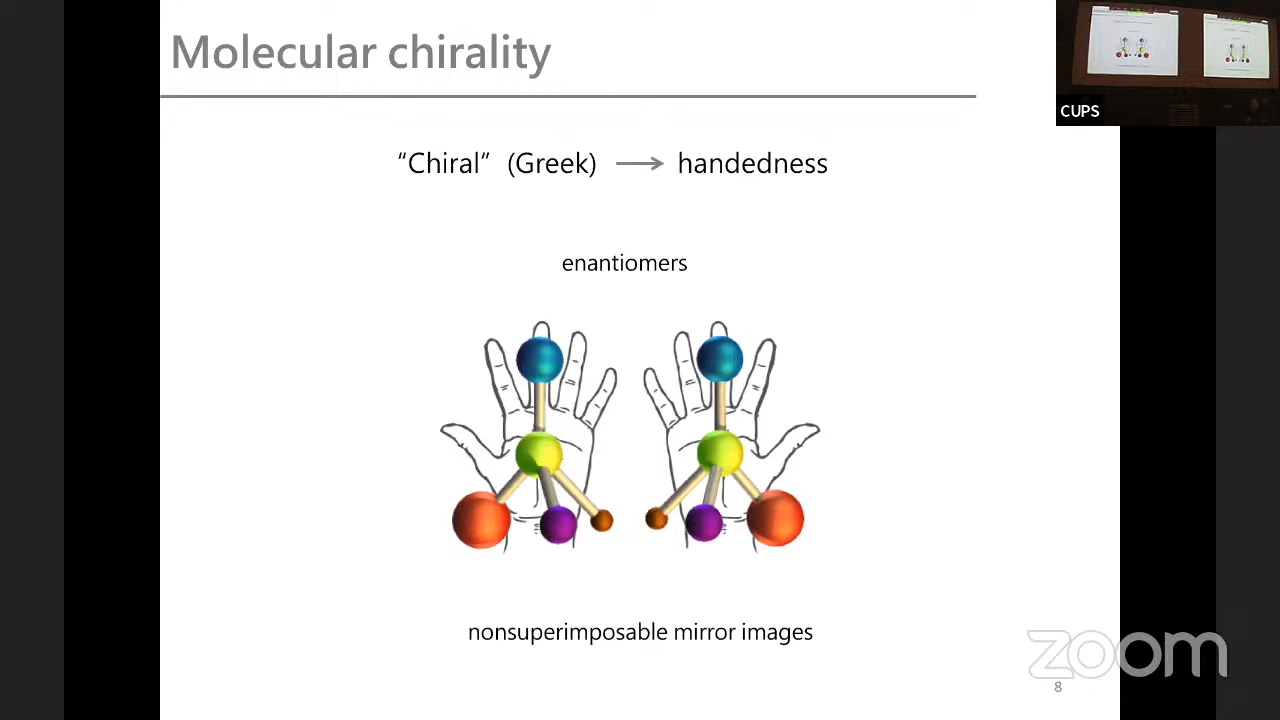 Molecular chirality
CUPS
“Chiral” (Greek) → handedness
enantiomers
nonsuperimposable mirror images
zoom
8